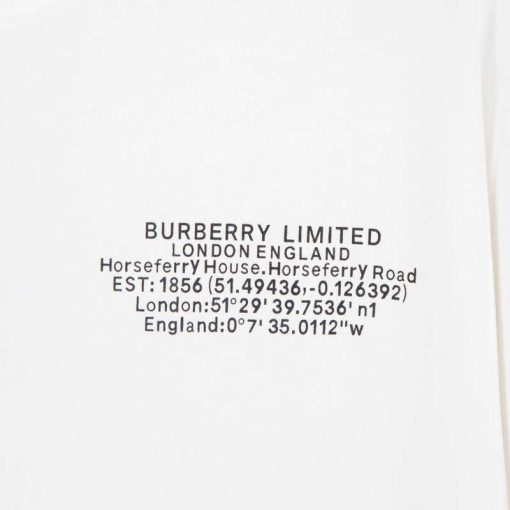 BURBERRY LIMITED
LONDON ENGLAND
Horseferry House.Horseferry Road
EST: 1856 (51.49436,-0.126392)
London:51°29' 39.7536' n1
England:0°7' 35.0112"w